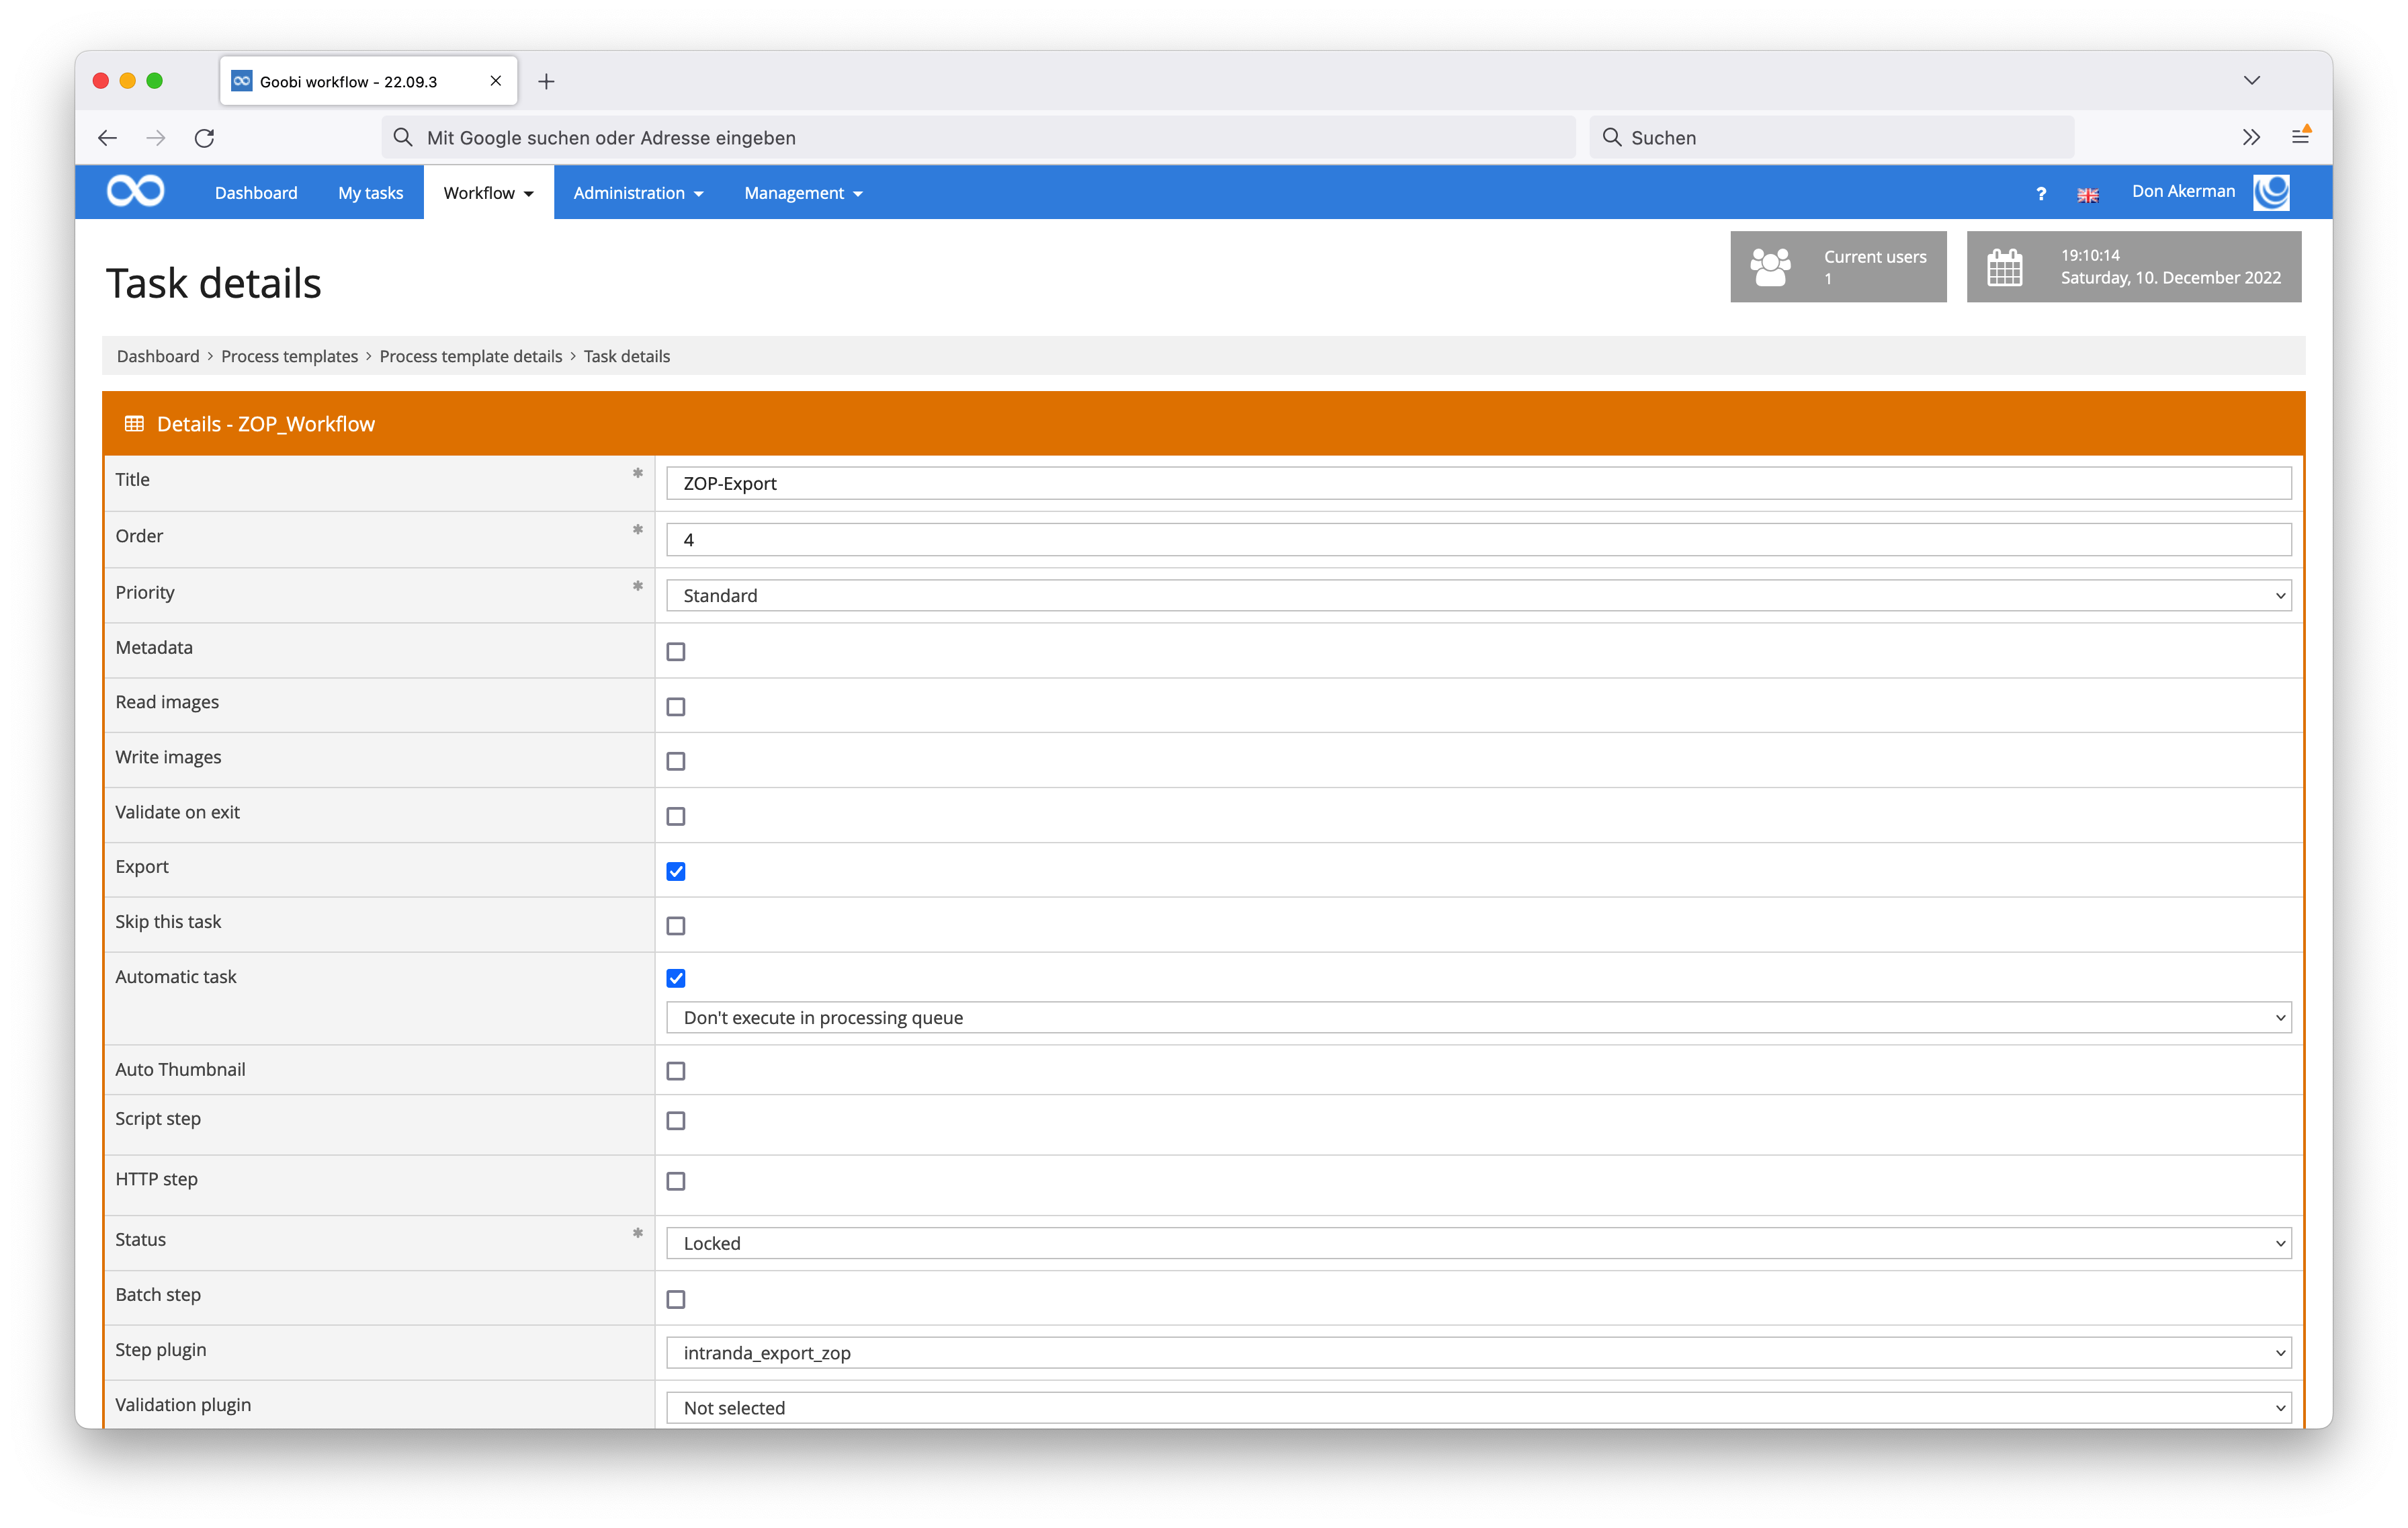 Goobi workflow - 22.09.3
Mit Google suchen oder Adresse eingeben
Suchen
Dashboard My tasks Workflow Administration Management ? Don Akerman
Task details
Current users
1
19:10:14
Saturday, 10. December 2022
Dashboard > Process templates > Process template details > Task details
Details - ZOP_Workflow
Title * ZOP-Export
Order * 4
Priority * Standard
Metadata
Read images
Write images
Validate on exit
Export
Skip this task
Automatic task
Don't execute in processing queue
Auto Thumbnail
Script step
HTTP step
Status * Locked
Batch step
Step plugin intranda_export_zop
Validation plugin Not selected